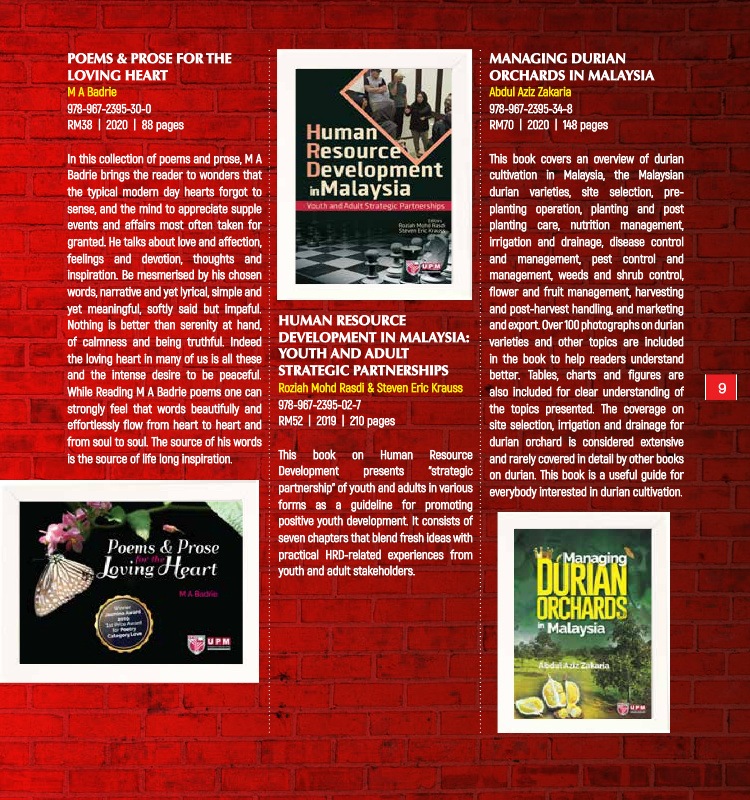 POEMS & PROSE FOR THE
LOVING HEART
M A Badrie
978-967-2395-30-0
RM38 | 2020 | 88 pages
In this collection of poems and prose, M A
Badrie brings the reader to wonders that
the typical modern day hearts forgot to
sense, and the mind to appreciate supple
events and affairs most often taken for
granted. He talks about love and affection,
feelings and devotion, thoughts and
inspiration. Be mesmerised by his chosen
words, narrative and yet lyrical, simple and
yet meaningful, softly said but impaful.
Nothing is better than serenity at hand,
of calmness and being truthful. Indeed
the loving heart in many of us is all these
and the intense desire to be peaceful.
While Reading M A Badrie poems one can
strongly feel that words beautifully and
effortlessly flow from heart to heart and
from soul to soul. The source of his words
is the source of life long inspiration.
Poems & Prose
for the
Loving Heart
M A Badrie
Winner
Jasmine Award
2019
1st Prize Award
for Poetry
Category Love
UPM
Human
Resource
Development
in Malaysia
Youth and Adult Strategic Partnerships
Editors
Roziah Mohd Rasdi
Steven Eric Krauss
UPM
HUMAN RESOURCE
DEVELOPMENT IN MALAYSIA:
YOUTH AND ADULT
STRATEGIC PARTNERSHIPS
Roziah Mohd Rasdi & Steven Eric Krauss
978-967-2395-02-7
RM52 | 2019 | 210 pages
This book on Human Resource
Development presents "strategic
partnership" of youth and adults in various
forms as a guideline for promoting
positive youth development. It consists of
seven chapters that blend fresh ideas with
practical HRD-related experiences from
youth and adult stakeholders.
MANAGING DURIAN
ORCHARDS IN MALAYSIA
Abdul Aziz Zakaria
978-967-2395-34-8
RM70 | 2020 | 148 pages
This book covers an overview of durian
cultivation in Malaysia, the Malaysian
durian varieties, site selection, pre-
planting operation, planting and post
planting care, nutrition management,
irrigation and drainage, disease control
and management, pest control and
management, weeds and shrub control,
flower and fruit management, harvesting
and post-harvest handling, and marketing
and export. Over 100 photographs on durian
varieties and other topics are included
in the book to help readers understand
better. Tables, charts and figures are
also included for clear understanding of
the topics presented. The coverage on
site selection, irrigation and drainage for
durian orchard is considered extensive
and rarely covered in detail by other books
on durian. This book is a useful guide for
everybody interested in durian cultivation.
Managing
DURIAN
ORCHARDS
in Malaysia
Abdul Aziz Zakaria
UPM
9